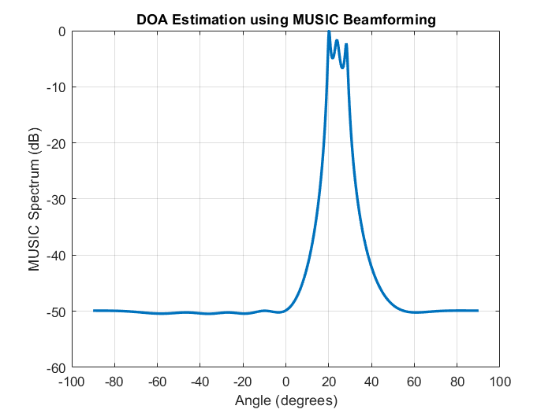 DOA Estimation using MUSIC Beamforming
0
-10
-20
-30
-40
-50
-60
MUSIC Spectrum (dB)
-100 -80 -60 -40 -20 0 20 40 60 80 100
Angle (degrees)